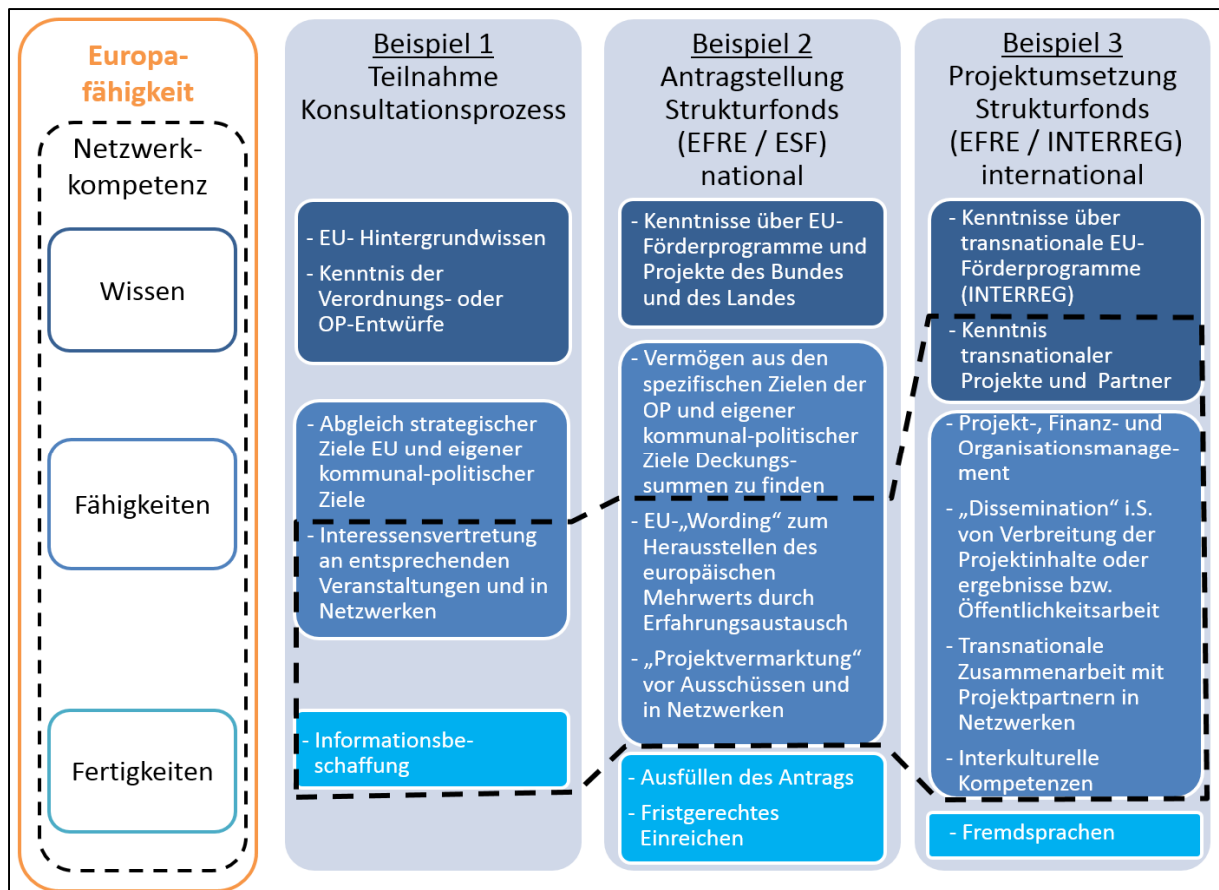 Europa-
fähigkeit
Netzwerk-
kompetenz
Wissen
Fähigkeiten
Fertigkeiten
Beispiel 1
Teilnahme
Konsultationsprozess
- EU- Hintergrundwissen
- Kenntnis der
Verordnungs- oder
OP-Entwürfe
- Abgleich strategischer
Ziele EU und eigener
kommunal-politischer
Ziele
- Interessensvertretung
an entsprechenden
Veranstaltungen und in
Netzwerken
- Informationsbe-
schaffung
Beispiel 2
Antragstellung
Strukturfonds
(EFRE / ESF)
national
- Kenntnisse über EU-
Förderprogramme und
Projekte des Bundes
und des Landes
- Vermögen aus den
spezifischen Zielen der
OP und eigener
kommunal-politischer
Ziele Deckungs-
summen zu finden
- EU-„Wording“ zum
Herausstellen des
europäischen
Mehrwerts durch
Erfahrungsaustausch
- „Projektvermarktung“
vor Ausschüssen und
in Netzwerken
- Ausfüllen des Antrags
- Fristgerechtes
Einreichen
Beispiel 3
Projektumsetzung
Strukturfonds
(EFRE / INTERREG)
international
- Kenntnisse über
transnationale EU-
Förderprogramme
(INTERREG)
- Kenntnis
transnationaler
Projekte und Partner
- Projekt-, Finanz- und
Organisationsmanage-
ment
- „Dissemination“ i.S.
von Verbreitung der
Projektinhalte oder
ergebnisse bzw.
Öffentlichkeitsarbeit
- Transnationale
Zusammenarbeit mit
Projektpartnern in
Netzwerken
- Interkulturelle
Kompetenzen
- Fremdsprachen